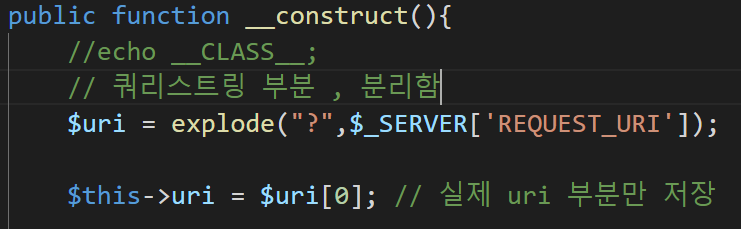 public function __construct(){
//echo __CLASS__;
// 쿼리스트링 부분 , 분리함
$uri = explode("?",$_SERVER['REQUEST_URI']);
$this->uri = $uri[0]; // 실제 uri 부분만 저장